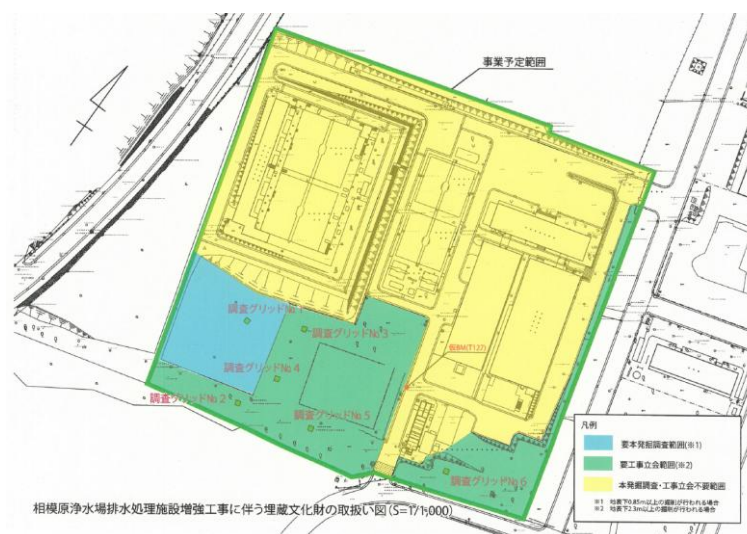 事業予定範囲
調査グリッド№1
調査グリッド№3
仮BM(T127)
調査グリッド№4
調査グリッド№2
調査グリッド№5
調査グリッド№6
凡例
要本発掘調査範囲(※1)
要工事立会範囲(※2)
本発掘調査・工事立会不要範囲
※1 地表下0.85m以上の掘削が行われる場合
※2 地表下2.3m以上の掘削が行われる場合
相模原浄水場排水処理施設増強工事に伴う埋蔵文化財の取扱い図(S=1/1,000)